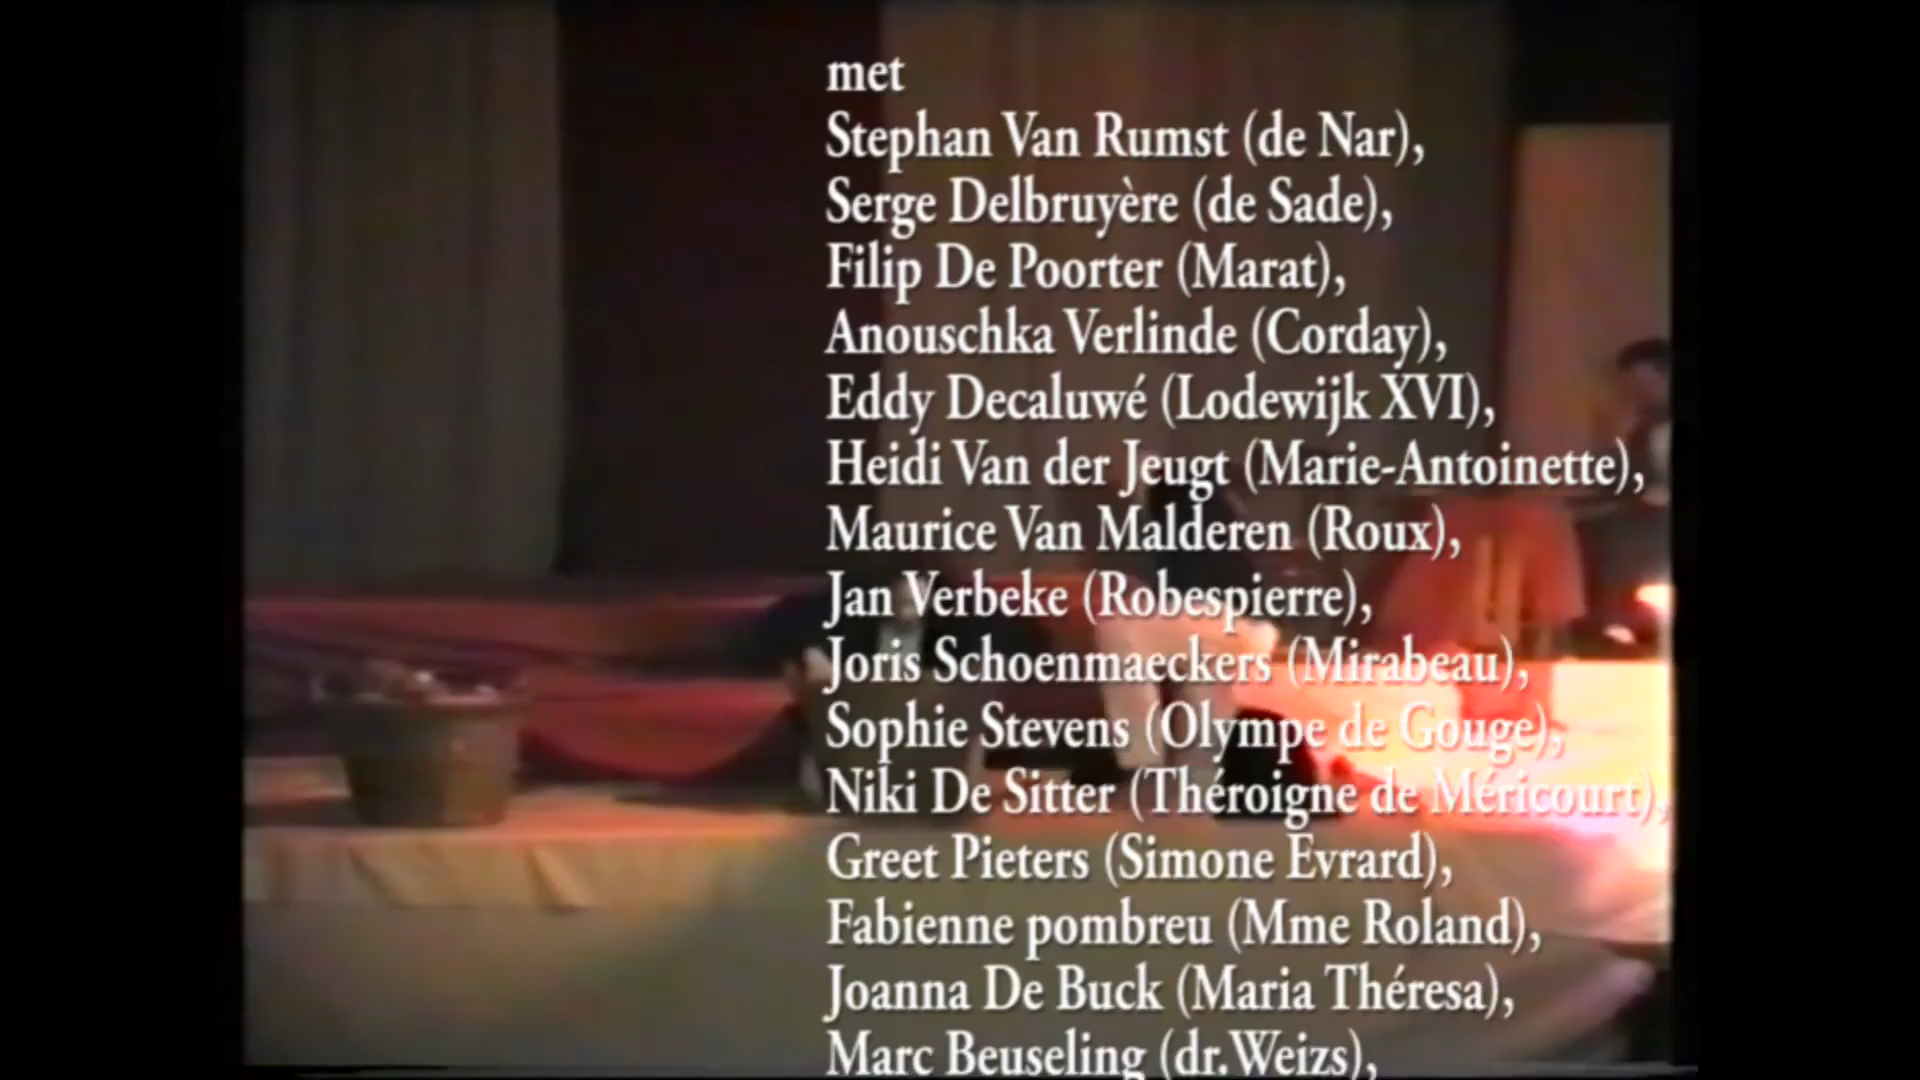 met
Stephan Van Rumst (de Nar),
Serge Delbruyère (de Sade),
Filip De Poorter (Marat),
Anouschka Verlinde (Corday),
Eddy Decaluwé (Lodewijk XVI),
Heidi Van der Jeugt (Marie-Antoinette),
Maurice Van Malderen (Roux),
Jan Verbeke (Robespierre),
Joris Schoenmaeckers (Mirabeau),
Sophie Stevens (Olympe de Gouge),
Niki De Sitter (Théroigne de Méricourt),
Greet Pieters (Simone Evrard),
Fabienne pombreu (Mme Roland),
Joanna De Buck (Maria Théresa),
Marc Beuseling (dr.Weizs),